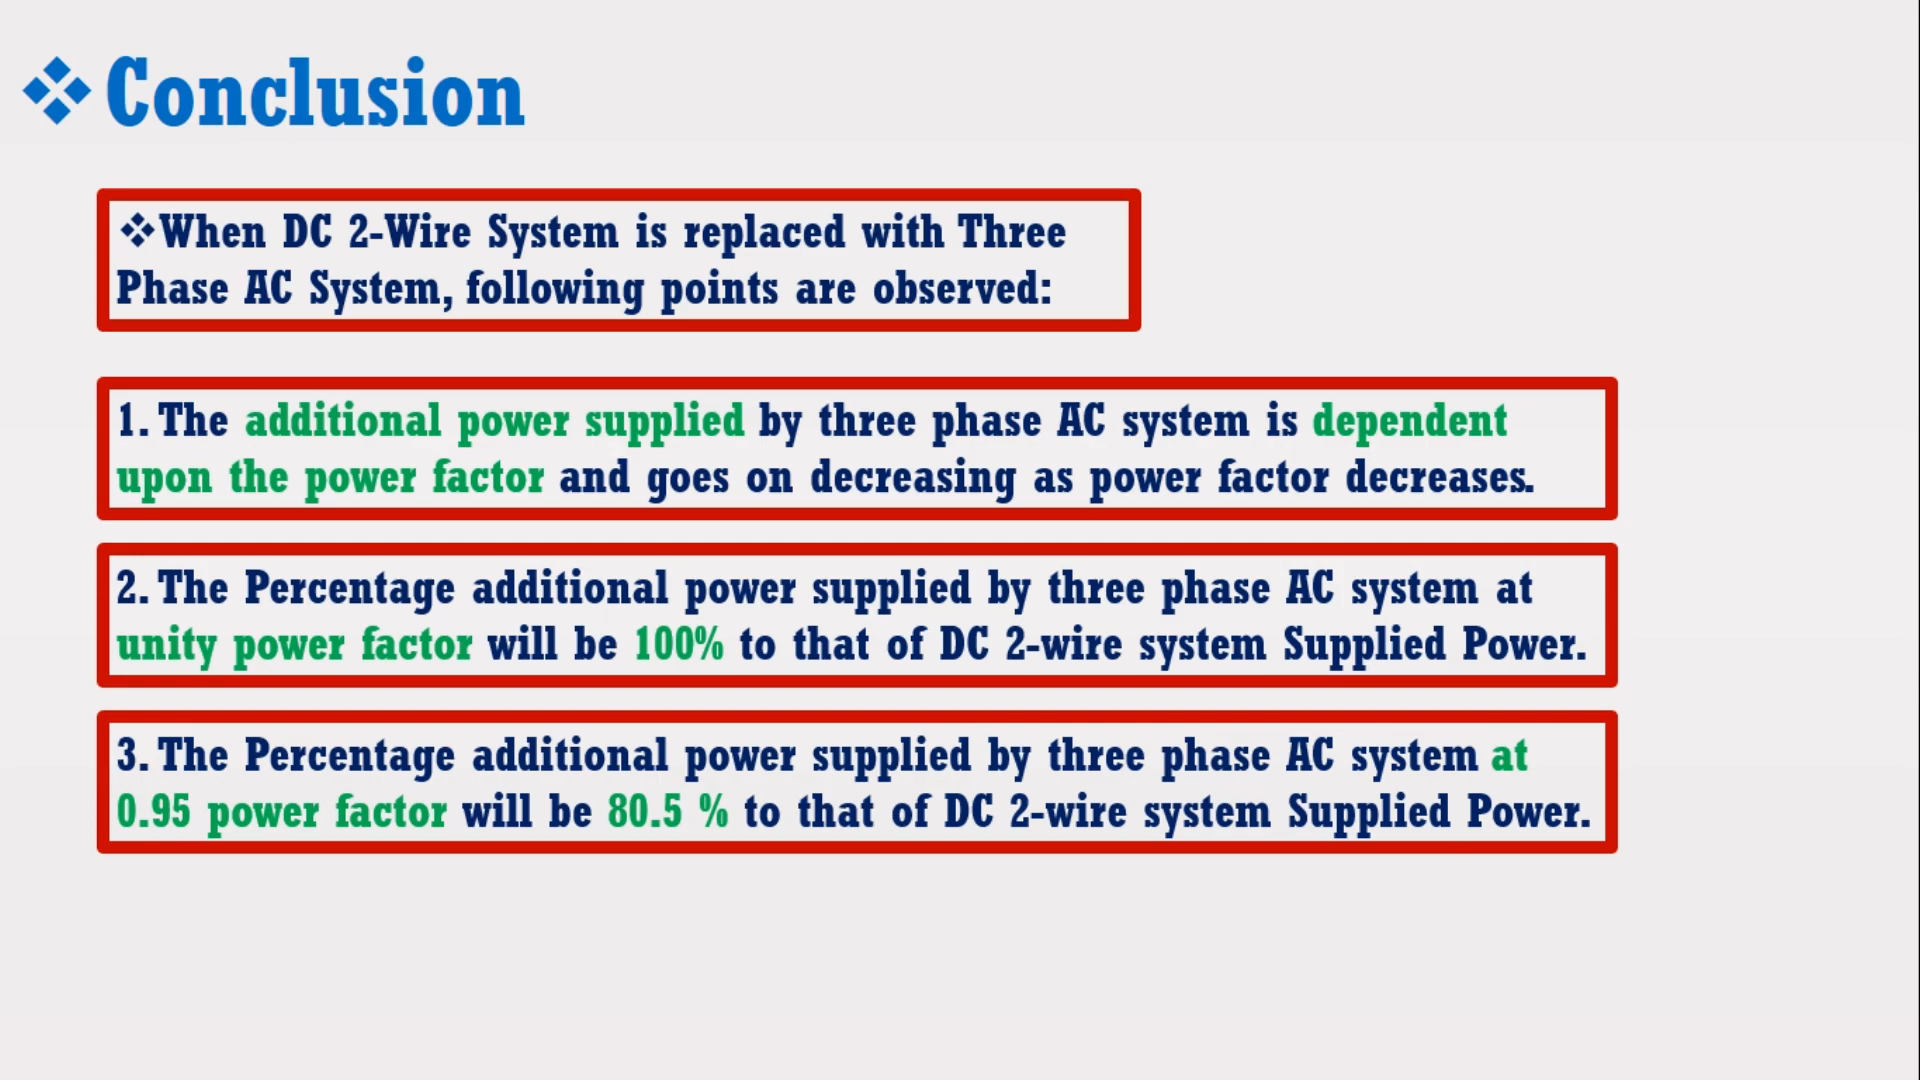 ❖Conclusion
❖When DC 2-Wire System is replaced with Three
Phase AC System, following points are observed:
1. The additional power supplied by three phase AC system is dependent
upon the power factor and goes on decreasing as power factor decreases.
2. The Percentage additional power supplied by three phase AC system at
unity power factor will be 100% to that of DC 2-wire system Supplied Power.
3. The Percentage additional power supplied by three phase AC system at
0.95 power factor will be 80.5 % to that of DC 2-wire system Supplied Power.